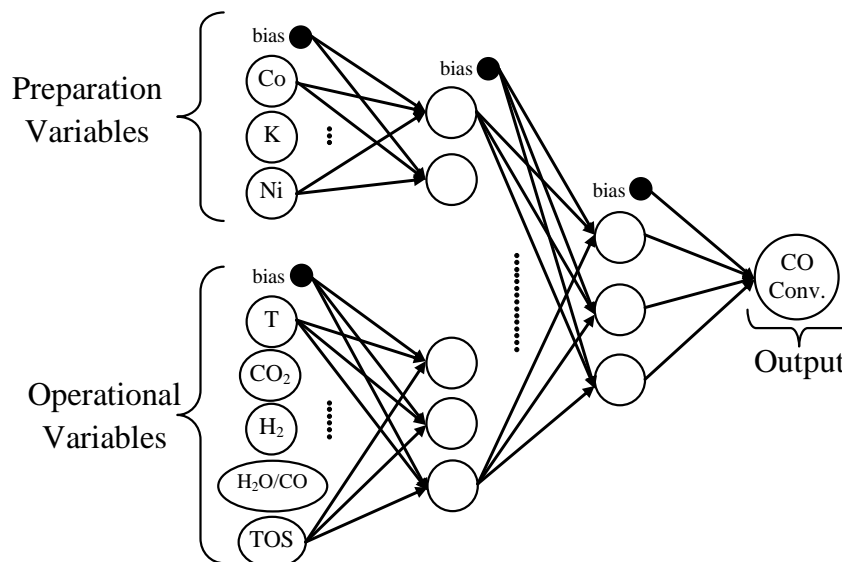 Preparation
Variables
bias
Co
K
Ni
bias
bias
CO
Conv.
Output
Operational
Variables
bias
T
CO₂
H₂
H₂O/CO
TOS